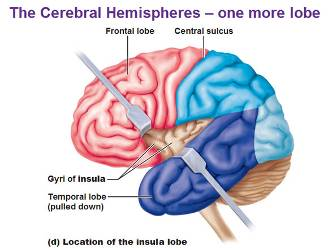 The Cerebral Hemispheres – one more lobe
Frontal lobe
Central sulcus
Gyri of insula
Temporal lobe
(pulled down)
(d) Location of the insula lobe